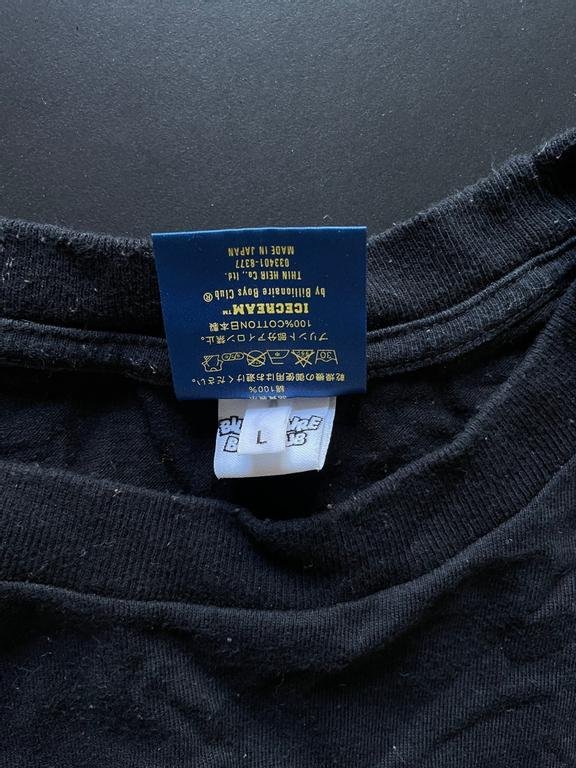 綿100%
乾燥機の御使用はお避けく
ださい。
30
プリント部分アイロン禁止。
100%COTTON日本製
ICECREAM™
by Billionaire Boys Club®
THIN HEIR Co., ltd.
033401-8377
MADE IN JAPAN
L